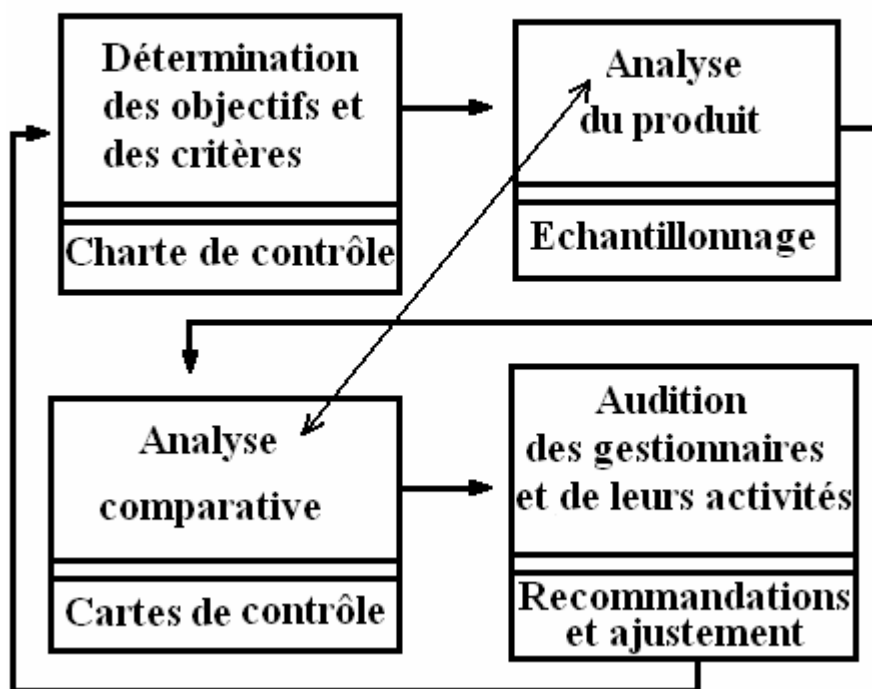 Détermination
des objectifs et
des critères
Charte de contrôle
Analyse
du produit
Echantillonnage
Analyse
comparative
Cartes de contrôle
Audition
des gestionnaires
et de leurs activités
Recommandations
et ajustement